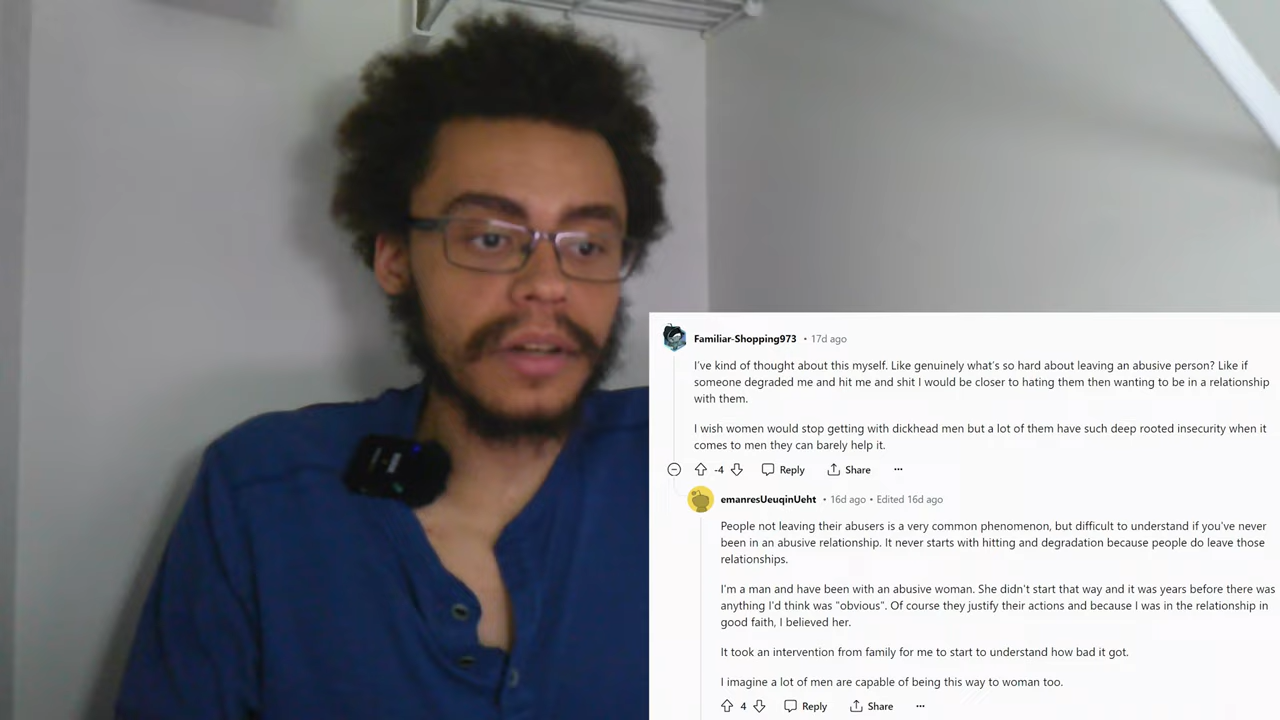 Familiar-Shopping973 • 17d ago
I've kind of thought about this myself. Like genuinely what's so hard about leaving an abusive person? Like if
someone degraded me and hit me and shit I would be closer to hating them then wanting to be in a relationship
with them.
I wish women would stop getting with dickhead men but a lot of them have such deep rooted insecurity when it
comes to men they can barely help it.
-4 Reply Share ...
emanresUeuqinUeht • 16d ago • Edited 16d ago
People not leaving their abusers is a very common phenomenon, but difficult to understand if you've never
been in an abusive relationship. It never starts with hitting and degradation because people do leave those
relationships.
I'm a man and have been with an abusive woman. She didn't start that way and it was years before there was
anything I'd think was "obvious". Of course they justify their actions and because I was in the relationship in
good faith, I believed her.
It took an intervention from family for me to start to understand how bad it got.
I imagine a lot of men are capable of being this way to woman too.
4 Reply Share ...